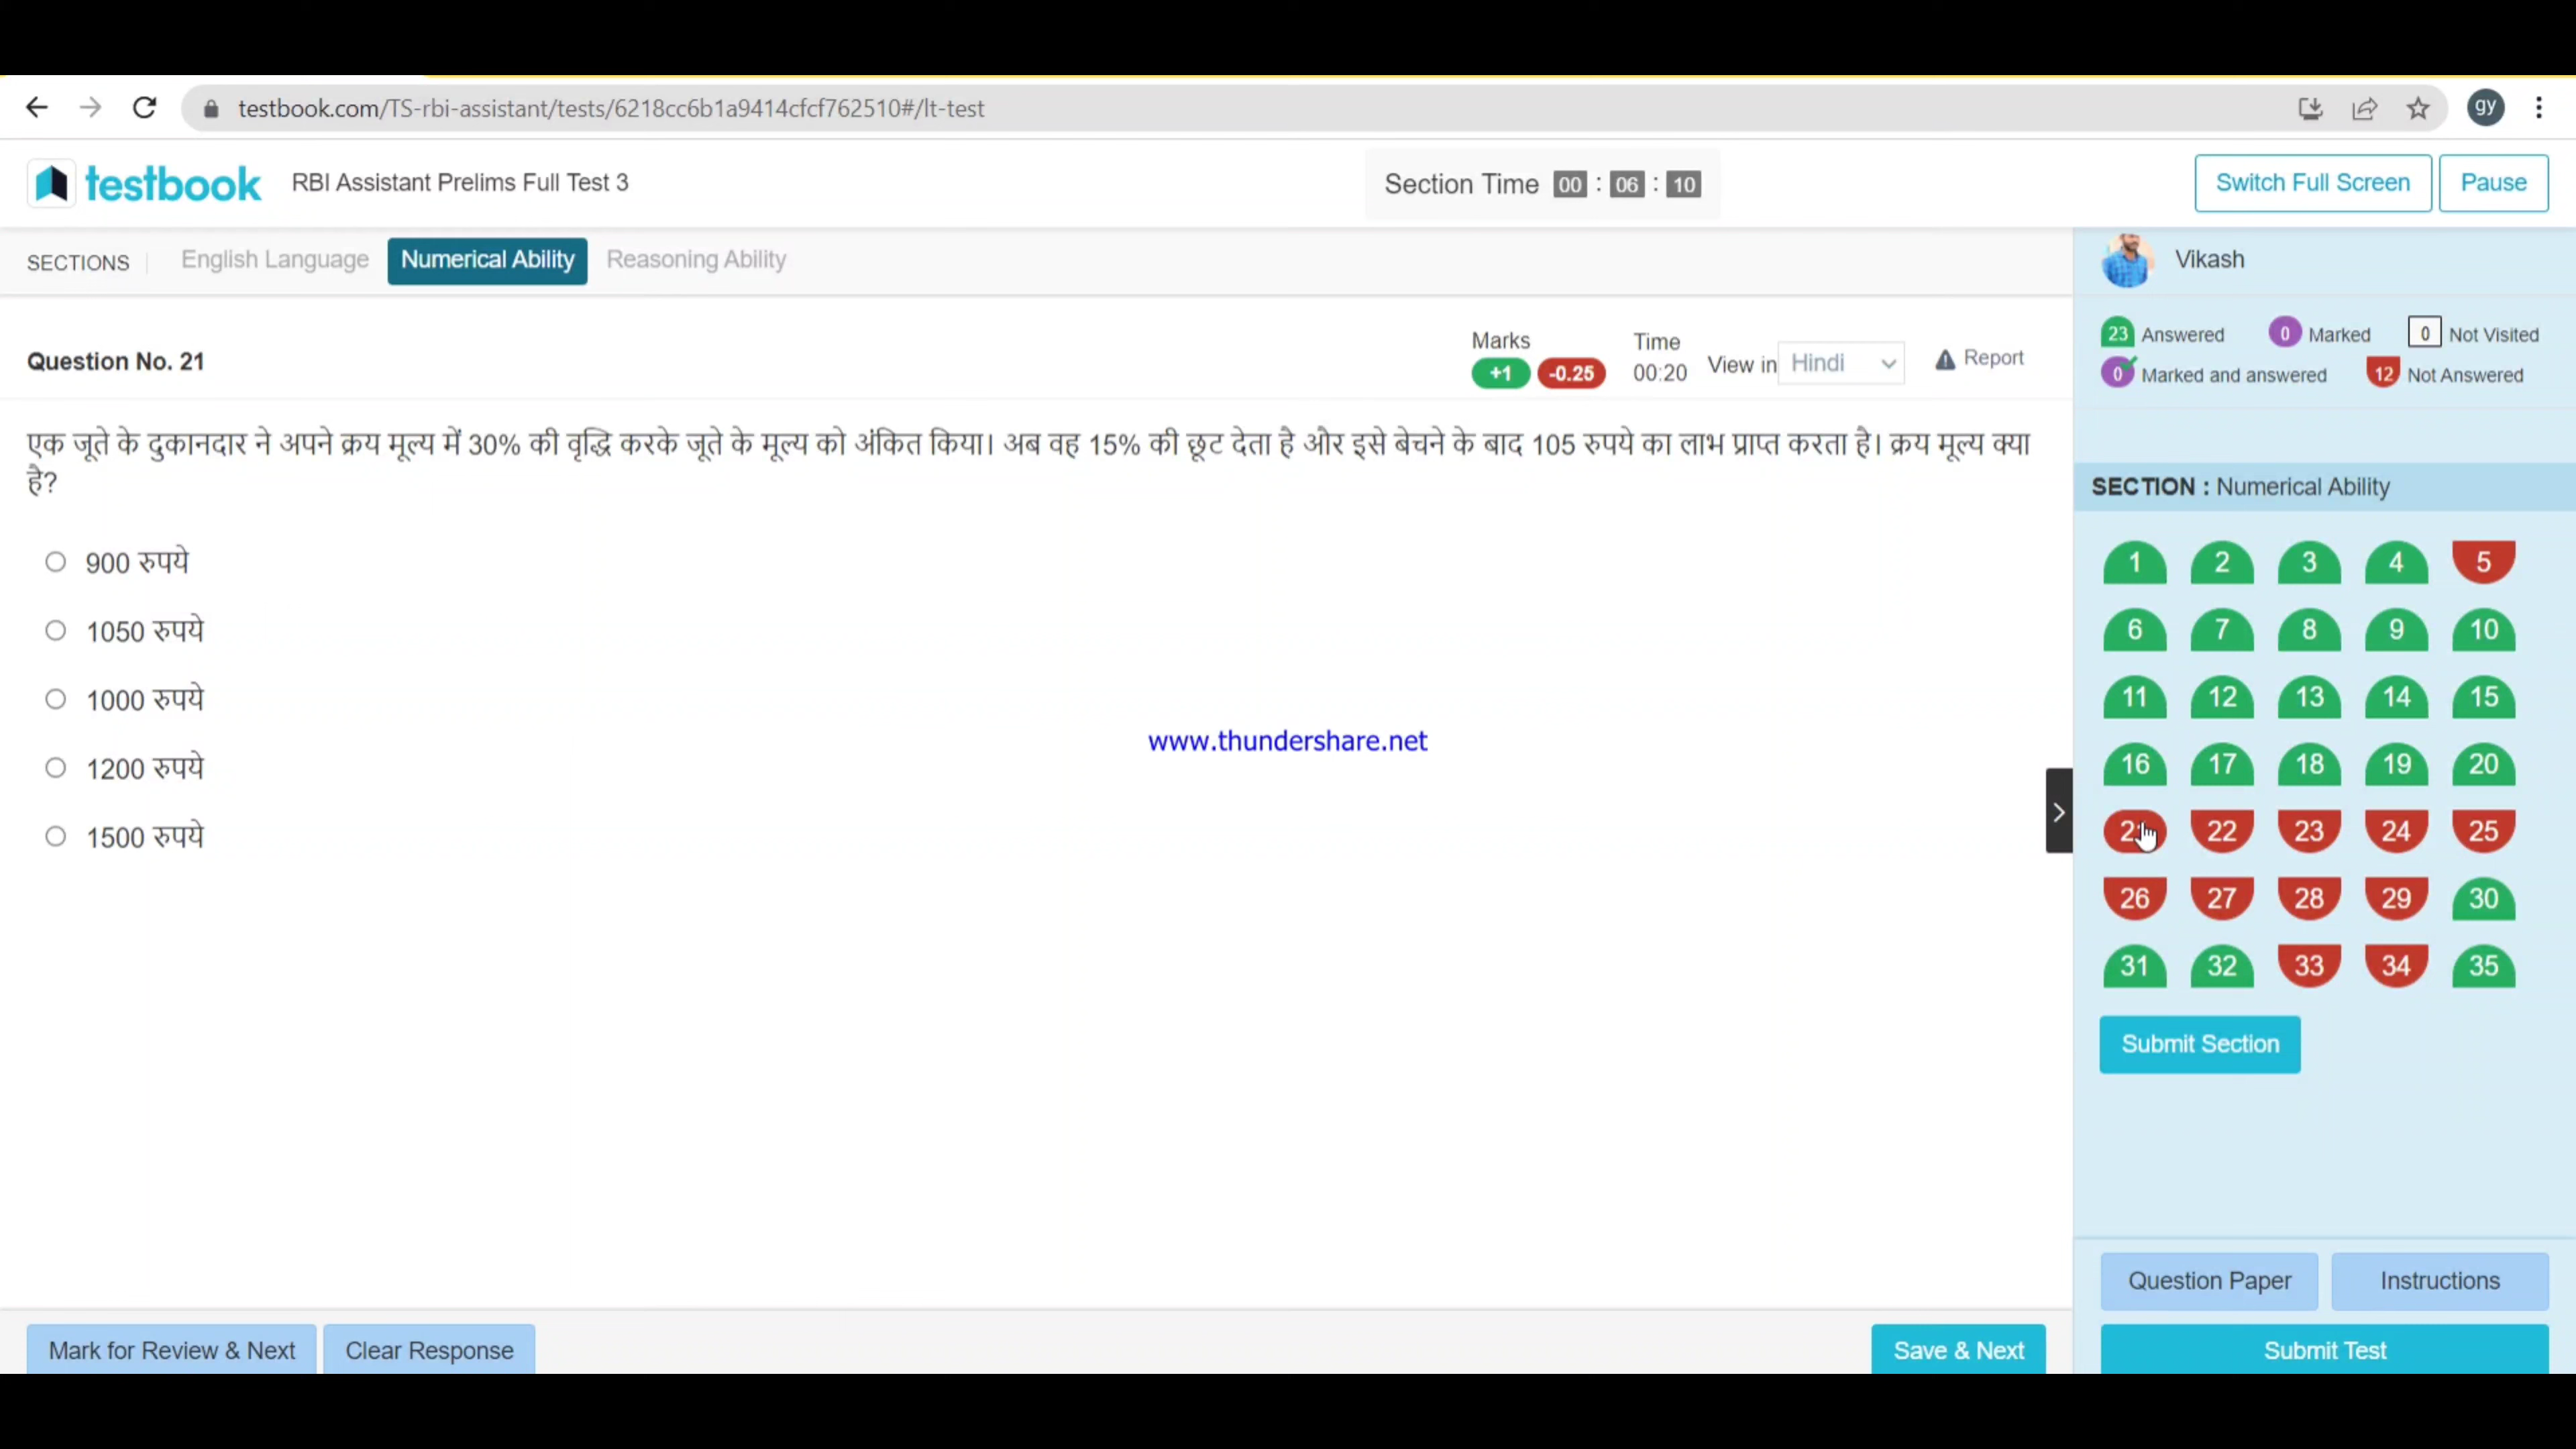 testbook.com/TS-rbi-assistant/tests/6218cc6b1a9414cfcf762510#/lt-test
gy
testbook
RBI Assistant Prelims Full Test 3
Section Time 00 : 06 : 10
Switch Full Screen
Pause
SECTIONS
English Language
Numerical Ability
Reasoning Ability
Vikash
23 Answered
0 Marked
0 Not Visited
0 Marked and answered
12 Not Answered
Question No. 21
Marks
+1 -0.25
Time
00:20
View in Hindi
Report
एक जूते के दुकानदार ने अपने क्रय मूल्य में 30% की वृद्धि करके जूते के मूल्य को अंकित किया। अब वह 15% की छूट देता है और इसे बेचने के बाद 105 रुपये का लाभ प्राप्त करता है। क्रय मूल्य क्या
है?
900 रुपये
1050 रुपये
1000 रुपये
1200 रुपये
1500 रुपये
www.thundershare.net
SECTION : Numerical Ability
1 2 3 4 5
6 7 8 9 10
11 12 13 14 15
16 17 18 19 20
22 23 24 25
26 27 28 29 30
31 32 33 34 35
Submit Section
Question Paper
Instructions
Mark for Review & Next
Clear Response
Save & Next
Submit Test